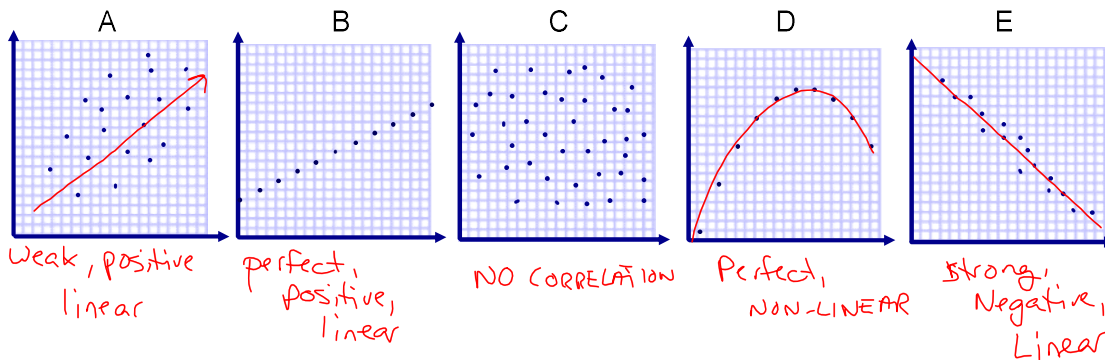 A
B
C
D
E
Weak, positive
linear
perfect,
positive,
linear
NO CORRELATION
Perfect,
NON-LINEAR
strong,
Negative,
Linear